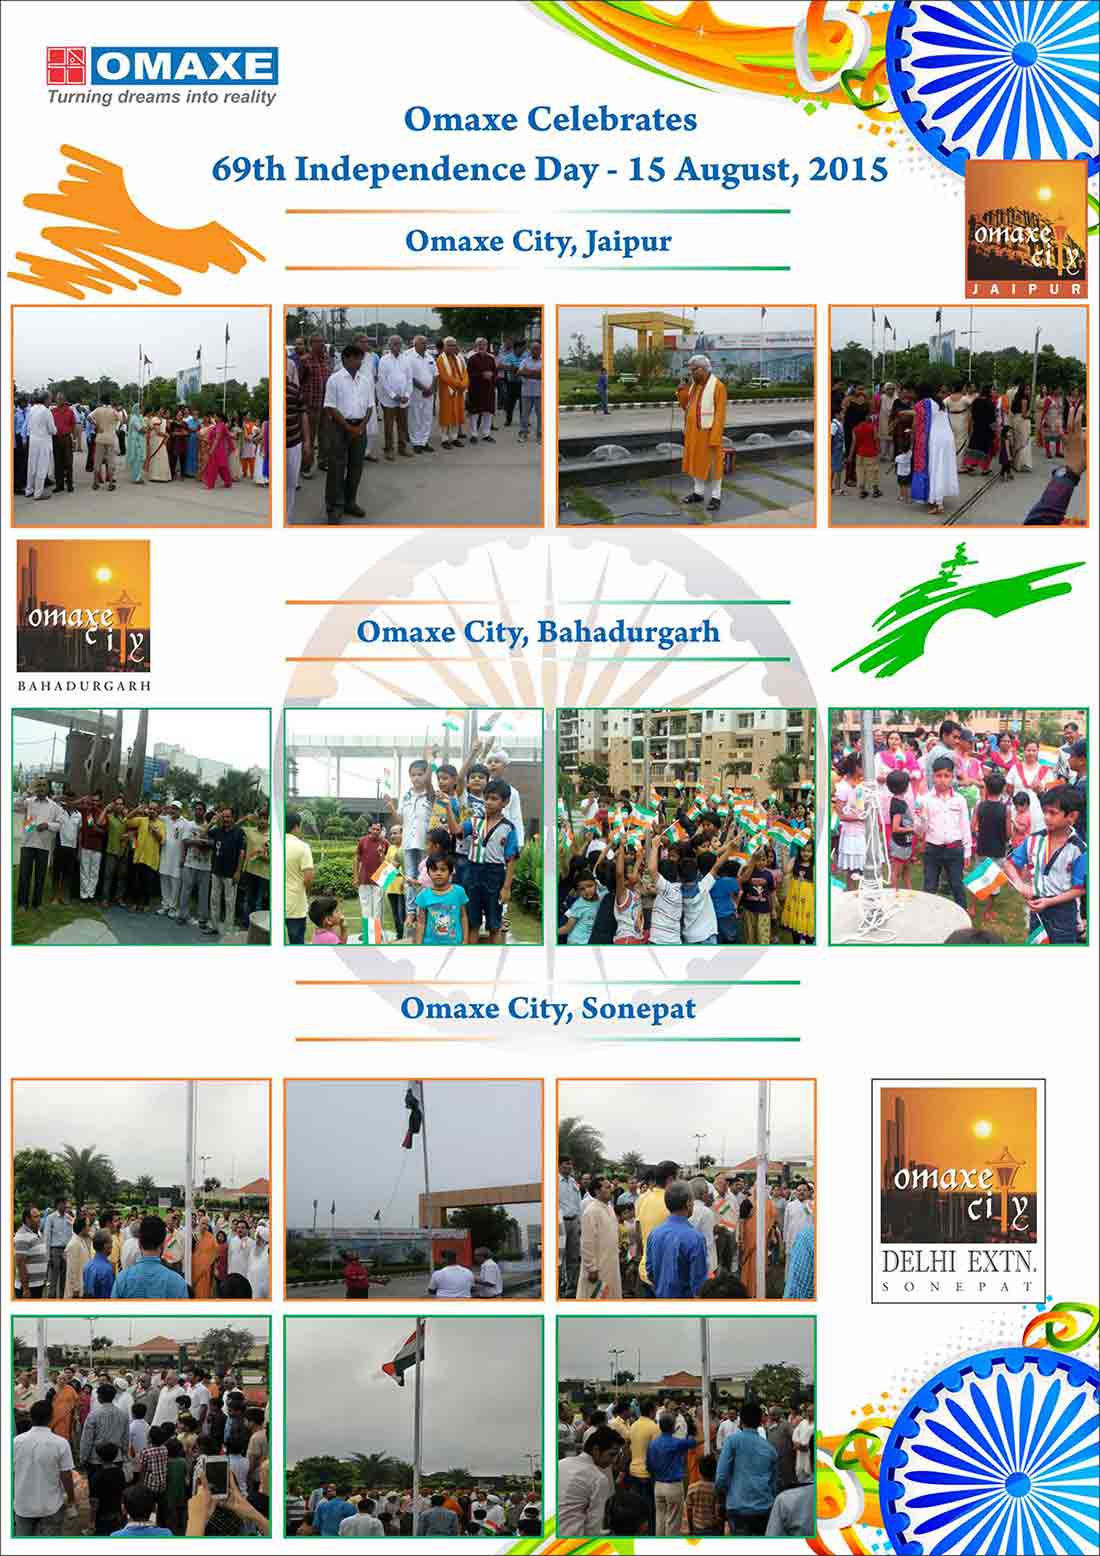 OMAXE
Turning dreams into reality
Omaxe Celebrates
69th Independence Day - 15 August, 2015
Omaxe City, Jaipur
omaxe
city
JAIPUR
omaxe
city
BAHADURGARH
Omaxe City, Bahadurgarh
Omaxe City, Sonepat
omaxe
city
DELHI EXTN.
SONEPAT